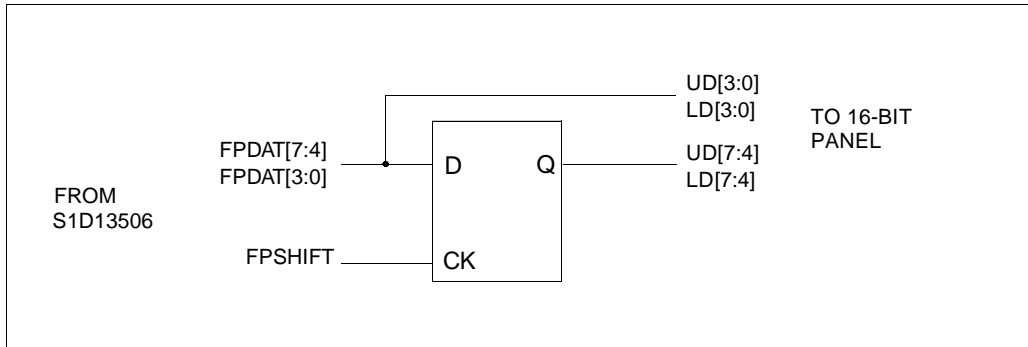 UD[3:0]
LD[3:0]
TO 16-BIT
PANEL
FPDAT[7:4]
FPDAT[3:0]
D
Q
UD[7:4]
LD[7:4]
FROM
S1D13506
FPSHIFT
CK